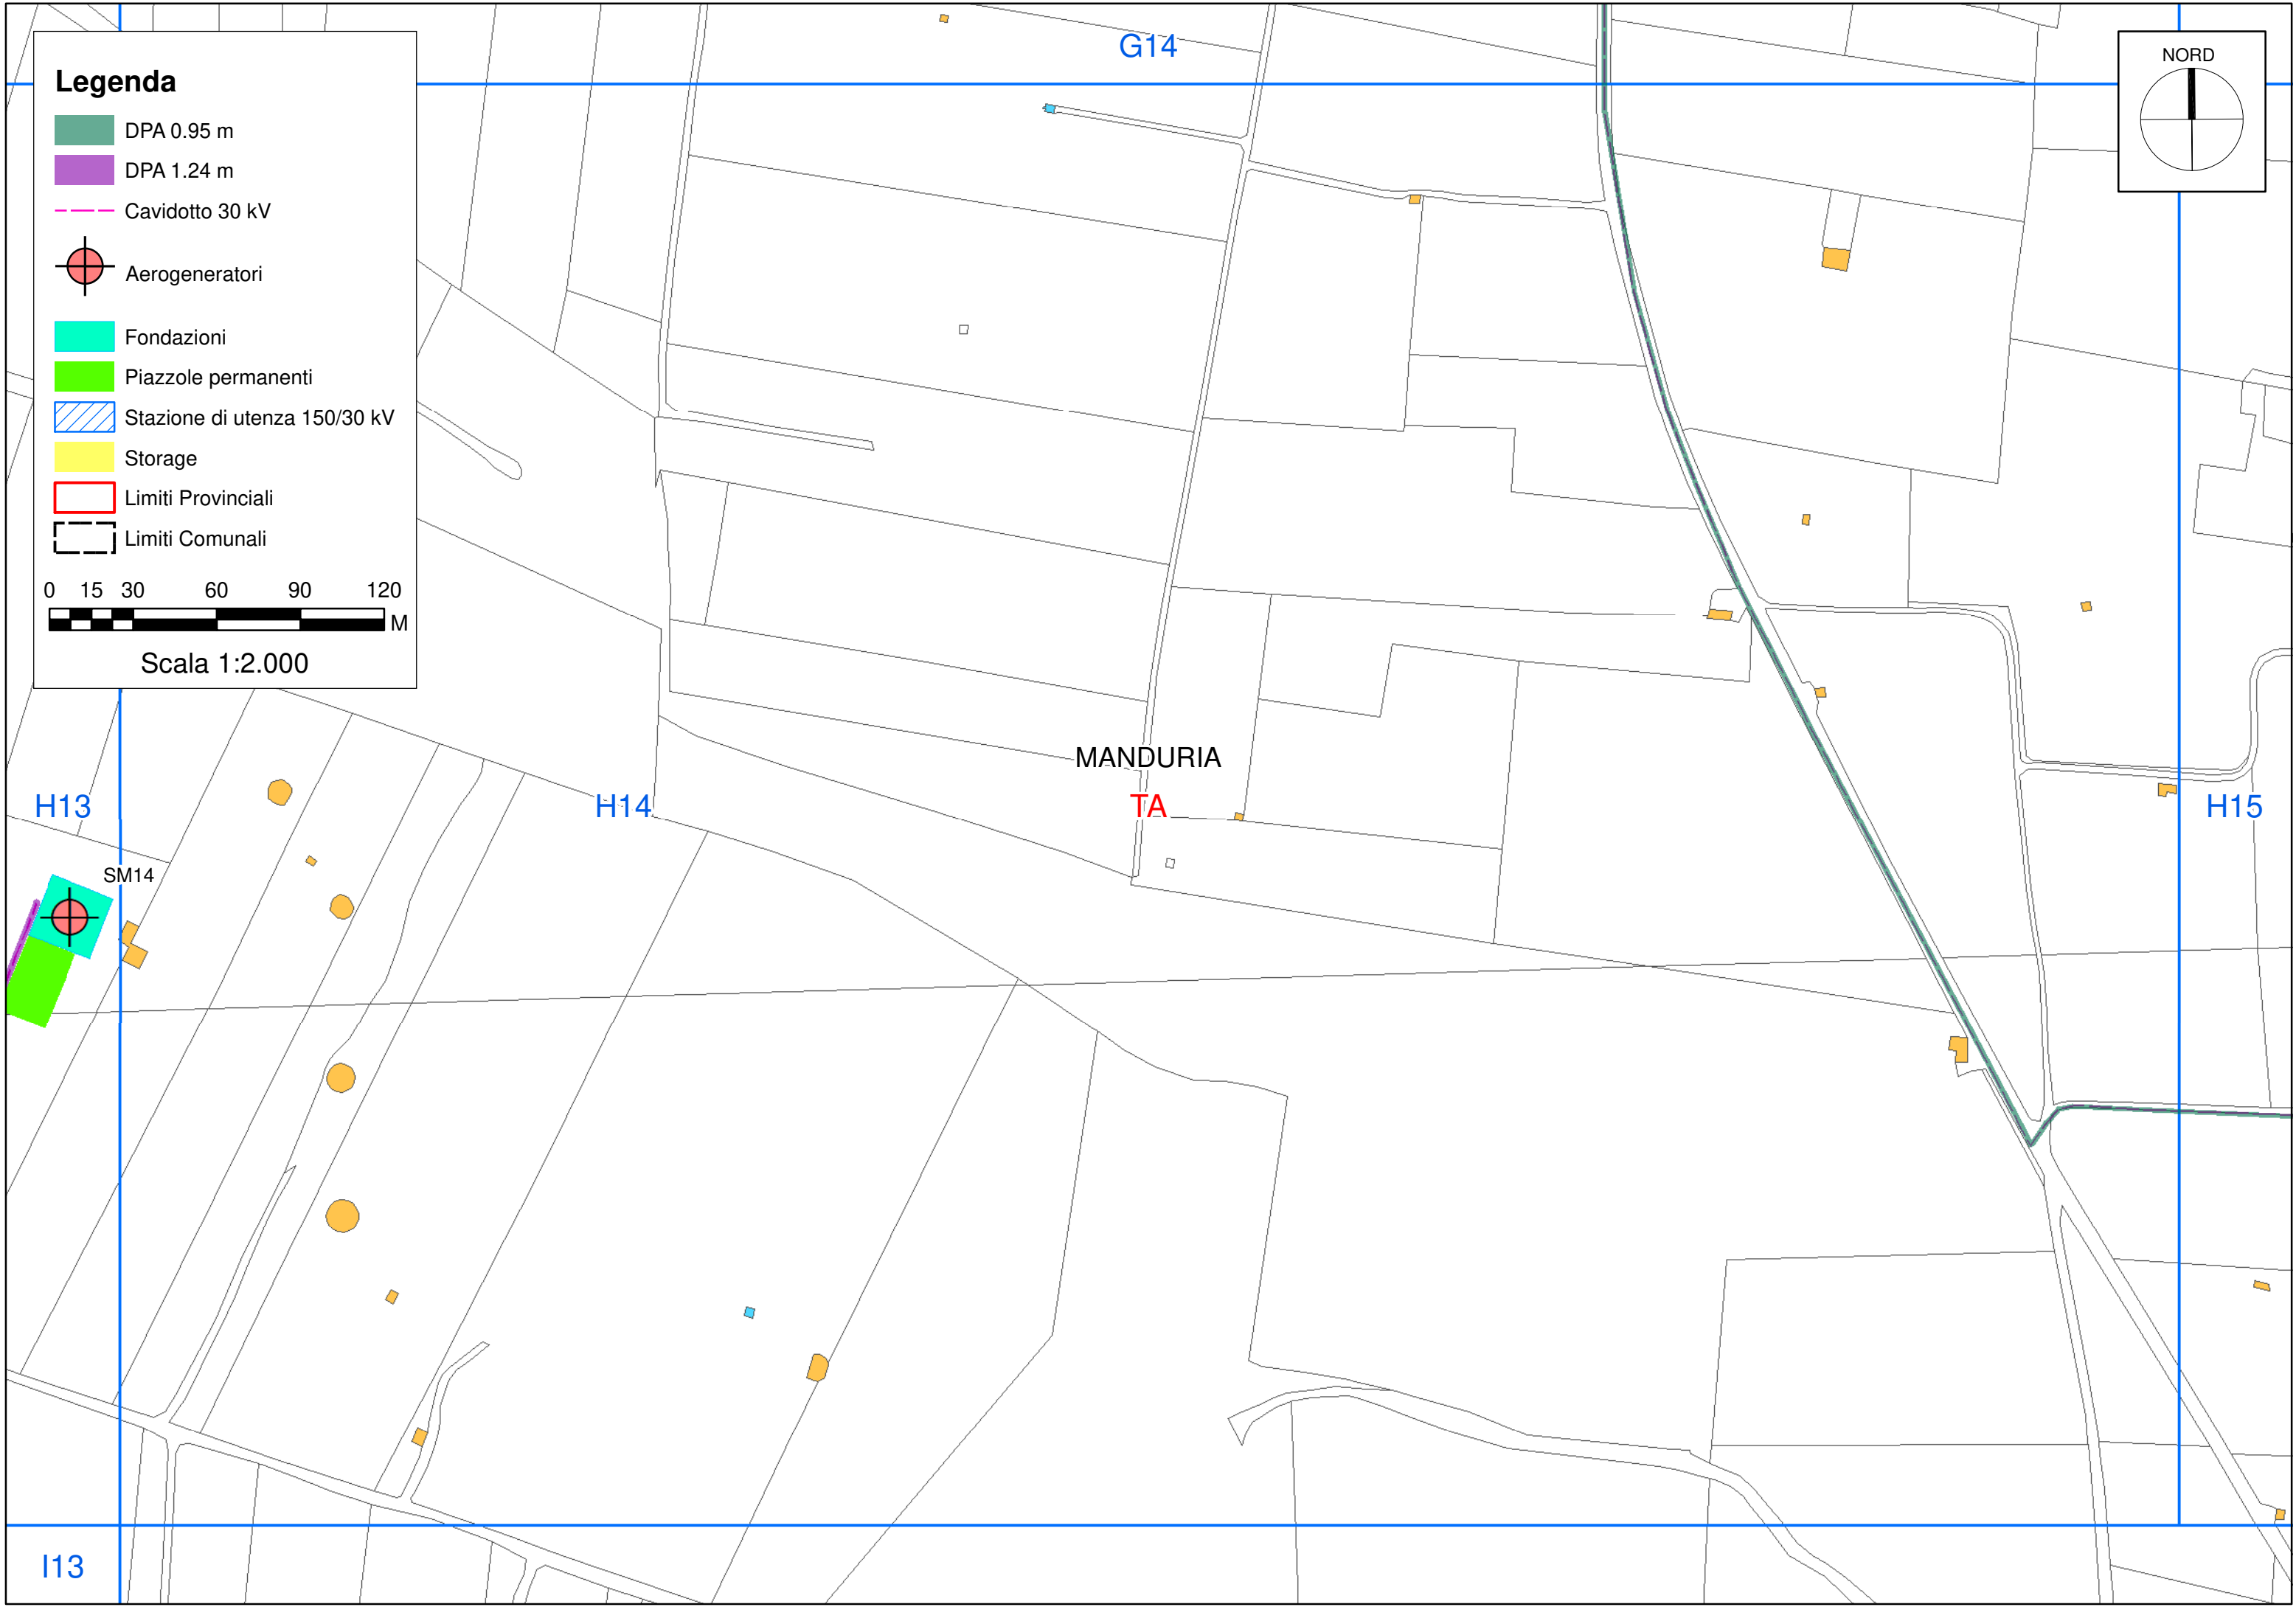 G14
NORD
Legenda
DPA 0.95 m
DPA 1.24 m
Cavidotto 30 kV
Aerogeneratori
Fondazioni
Piazzole permanenti
Stazione di utenza 150/30 kV
Storage
Limiti Provinciali
Limiti Comunali
0 15 30 60 90 120
M
Scala 1:2.000
MANDURIA
H13
H14
TA
H15
SM14
I13